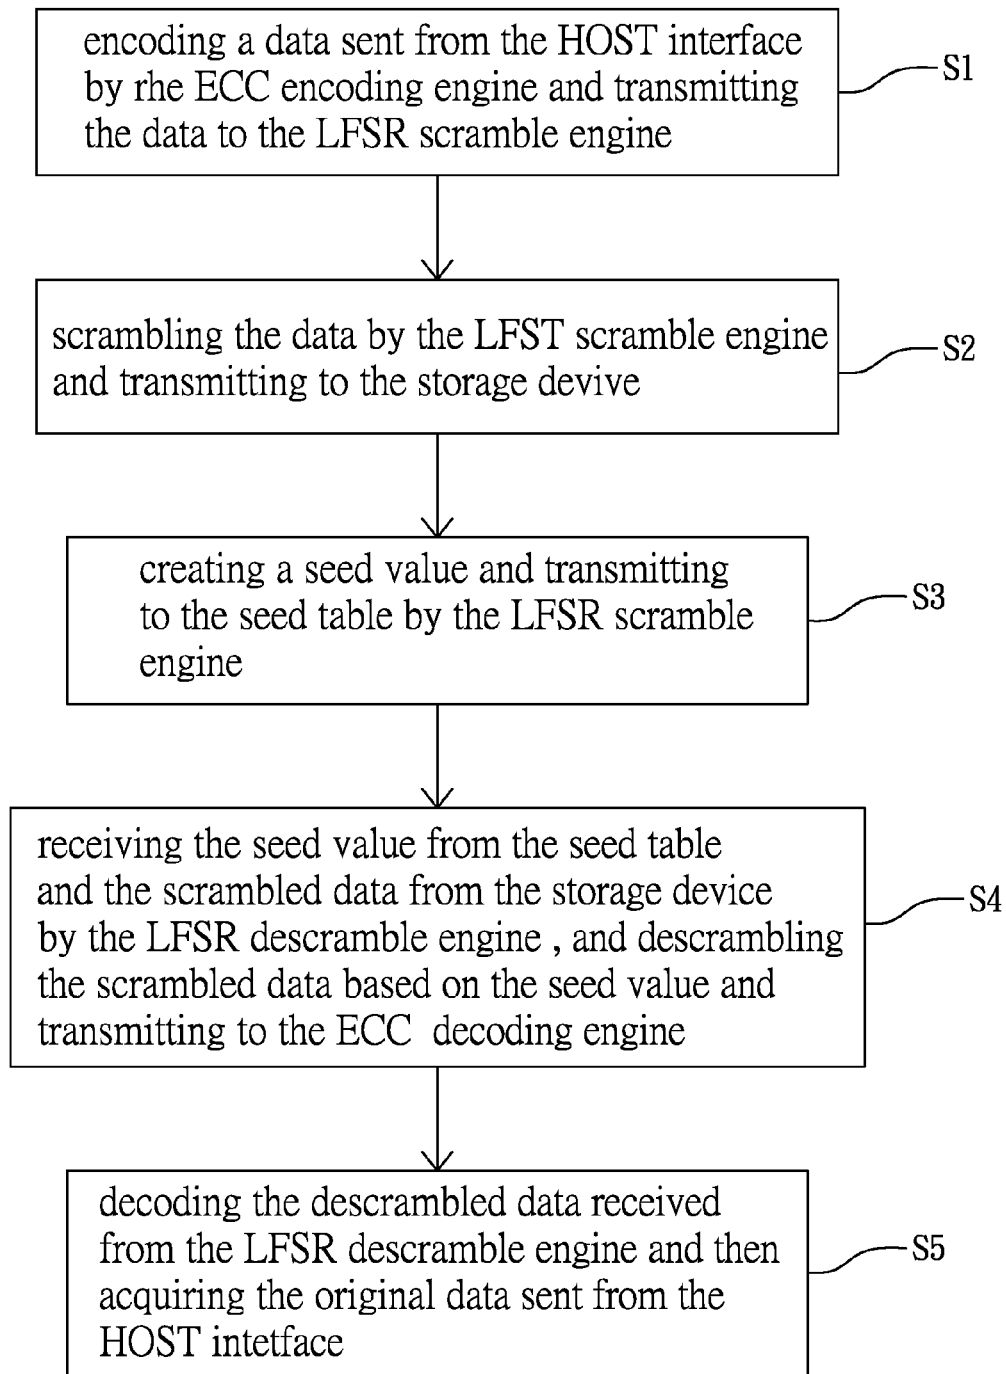 encoding a data sent from the HOST interface
by rhe ECC encoding engine and transmitting
the data to the LFSR scramble engine
S1
scrambling the data by the LFST scramble engine
and transmitting to the storage devive
S2
creating a seed value and transmitting
to the seed table by the LFSR scramble
engine
S3
receiving the seed value from the seed table
and the scrambled data from the storage device
by the LFSR descramble engine , and descrambling
the scrambled data based on the seed value and
transmitting to the ECC decoding engine
S4
decoding the descrambled data received
from the LFSR descramble engine and then
acquiring the original data sent from the
HOST intetface
S5